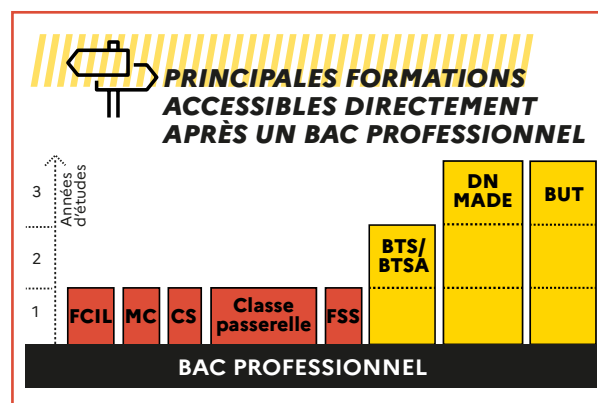 PRINCIPALES FORMATIONS
ACCESSIBLES DIRECTEMENT
APRÈS UN BAC PROFESSIONNEL
Années
d'études
3
2
1
FCIL
MC
CS
Classe
passerelle
FSS
BTS/
BTSA
DN
MADE
BUT
BAC PROFESSIONNEL